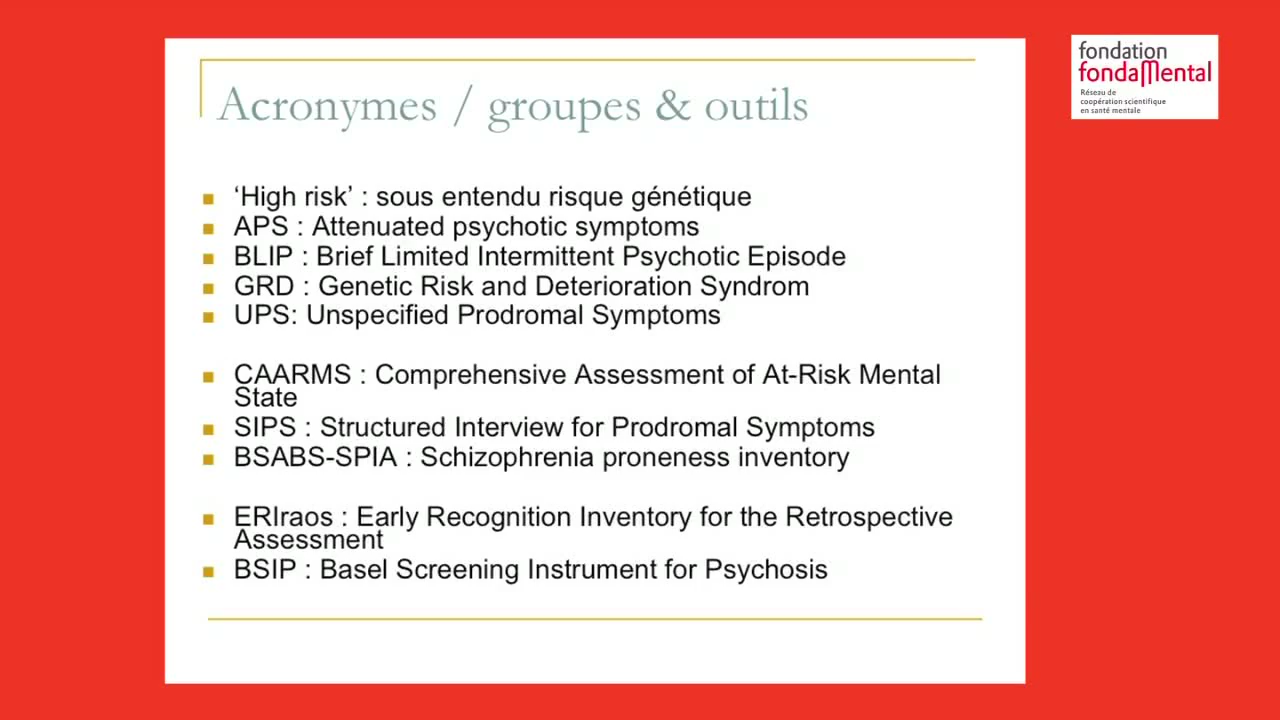 Acronymes / groupes & outils
‘High risk’ : sous entendu risque génétique
APS : Attenuated psychotic symptoms
BLIP : Brief Limited Intermittent Psychotic Episode
GRD : Genetic Risk and Deterioration Syndrom
UPS: Unspecified Prodromal Symptoms
CAARMS : Comprehensive Assessment of At-Risk Mental
State
SIPS : Structured Interview for Prodromal Symptoms
BSABS-SPIA : Schizophrenia proneness inventory
ERIraos : Early Recognition Inventory for the Retrospective
Assessment
BSIP : Basel Screening Instrument for Psychosis
fondation
fondaMental
Réseau de
coopération scientifique
en santé mentale